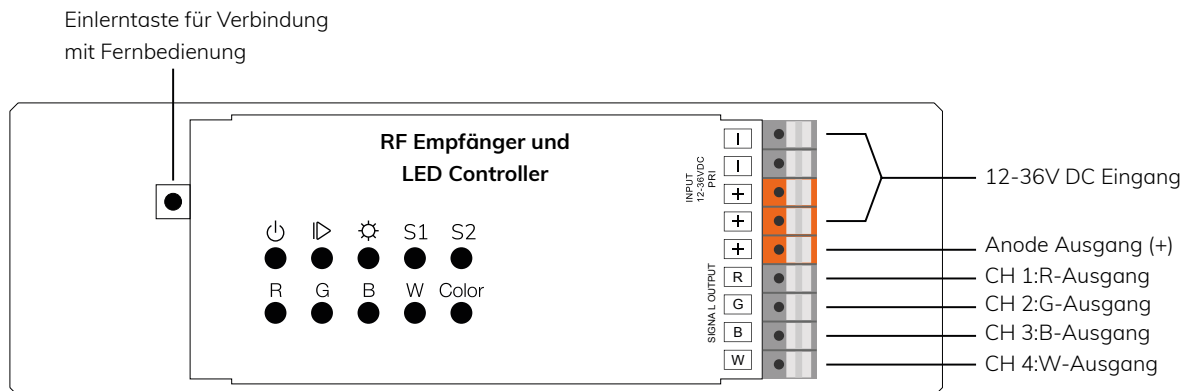 Einlerntaste für Verbindung
mit Fernbedienung
RF Empfänger und
LED Controller
S1 S2
R G B W Color
INPUT
12-36VDC
PRI
SIGNA L OUTPUT
-
-
+
+
+
R
G
B
W
12-36V DC Eingang
Anode Ausgang (+)
CH 1:R-Ausgang
CH 2:G-Ausgang
CH 3:B-Ausgang
CH 4:W-Ausgang